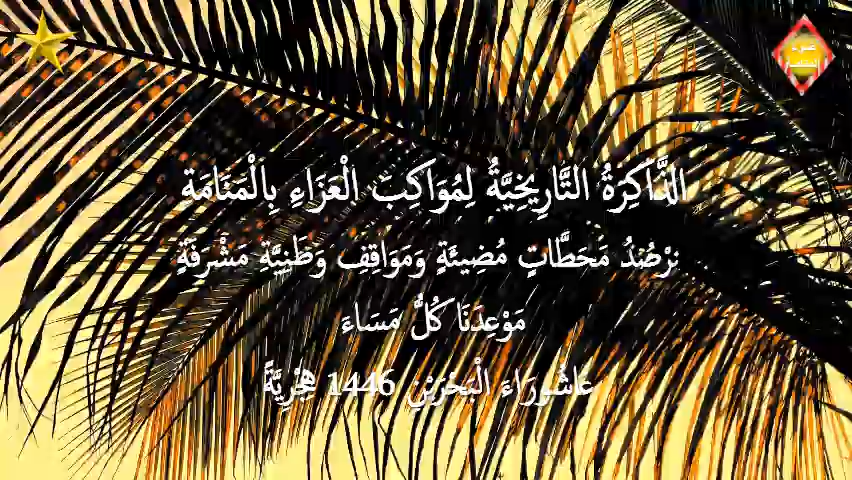 الذَّاكِرَةُ التَّارِيخِيَّةُ لِمُوَاكِبَ الْعَزَاءِ بِالْمَنَامَةِ
نَرْصُدُ مَحَطَّاتٍ مُضِيئَةٍ وَمَوَاقِفِ وَطَنِيَّةِ مَشْرَفَةٍ
مَوْعِدَنَا كُلُّ مَسَاءَ
عَاشُورَاءَ الْبَحْرَيْنِ 1446 هِجْرِيَّةً